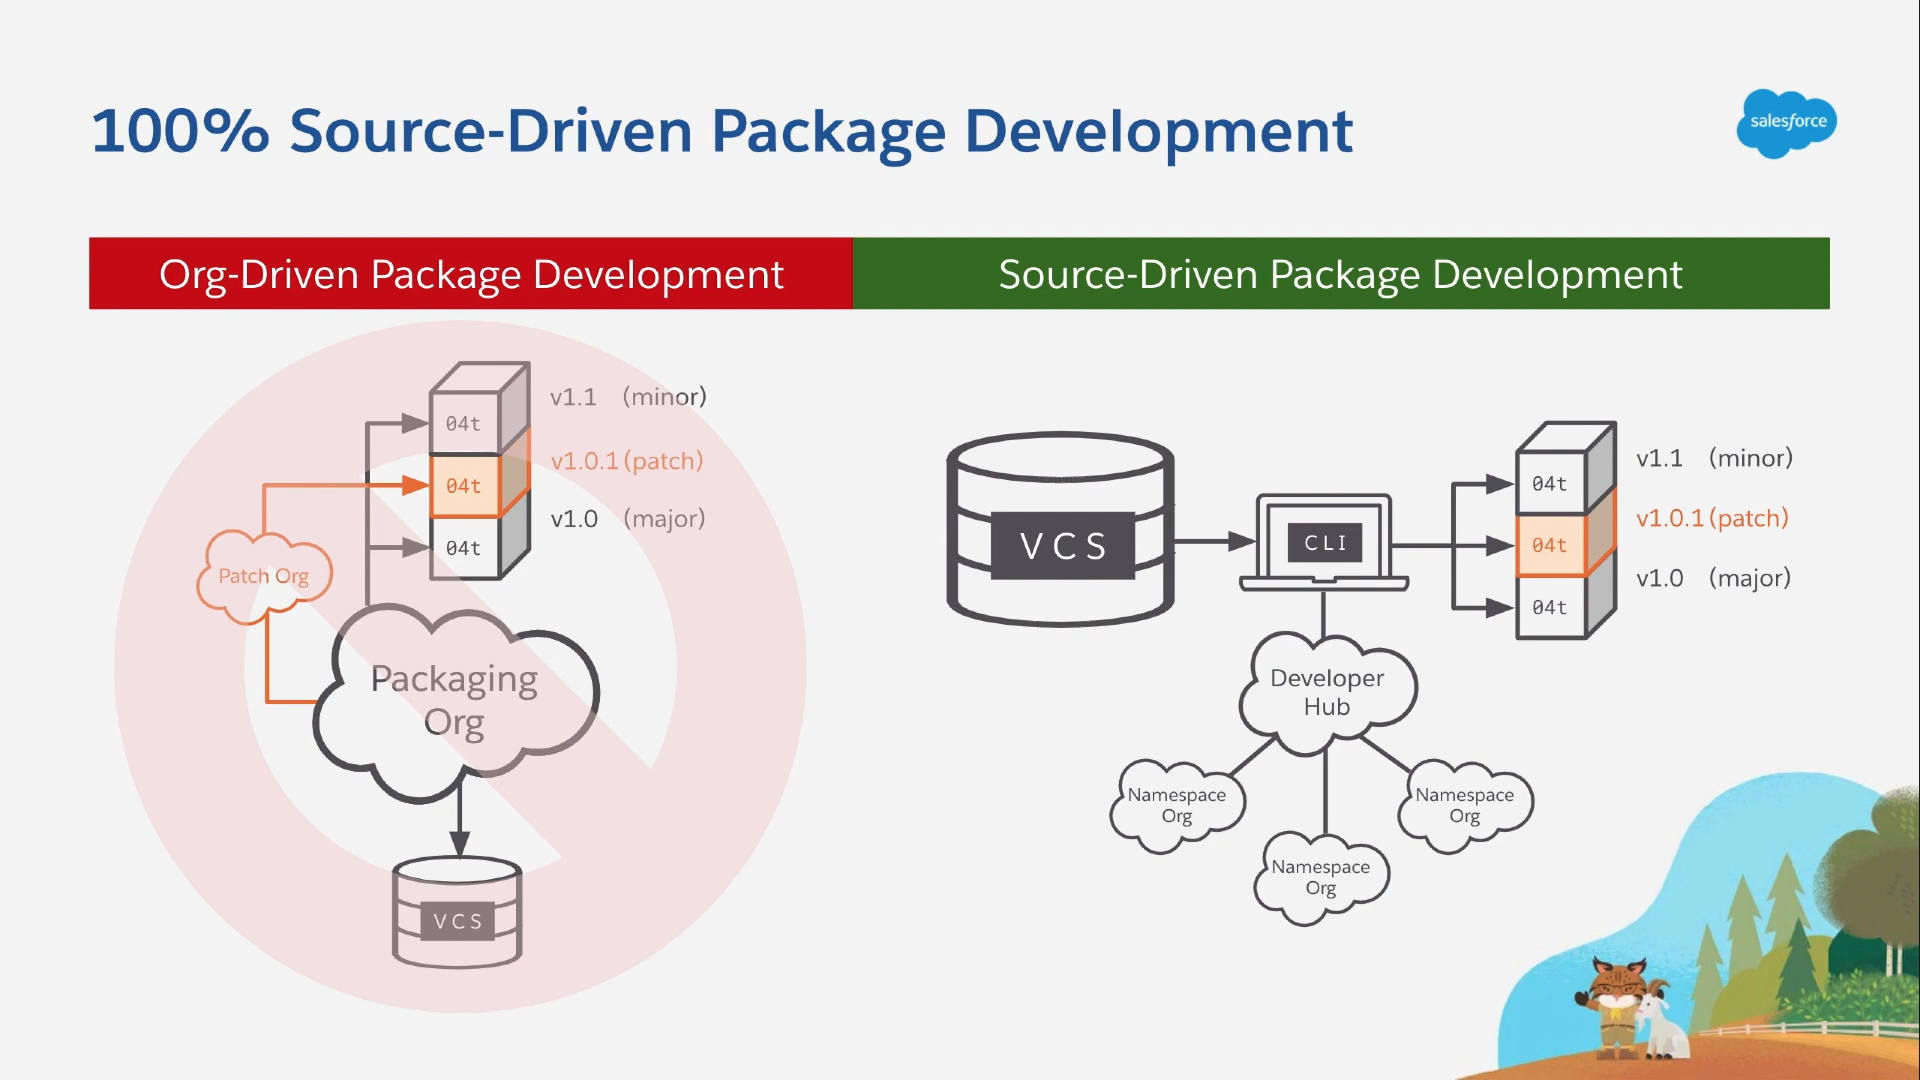 100% Source-Driven Package Development
salesforce
Org-Driven Package Development
Source-Driven Package Development
04t
v1.1 (minor)
04t
v1.0.1 (patch)
04t
v1.0 (major)
Patch Org
Packaging
Org
VCS
VCS
CLI
04t
v1.1 (minor)
04t
v1.0.1 (patch)
04t
v1.0 (major)
Developer
Hub
Namespace
Org
Namespace
Org
Namespace
Org